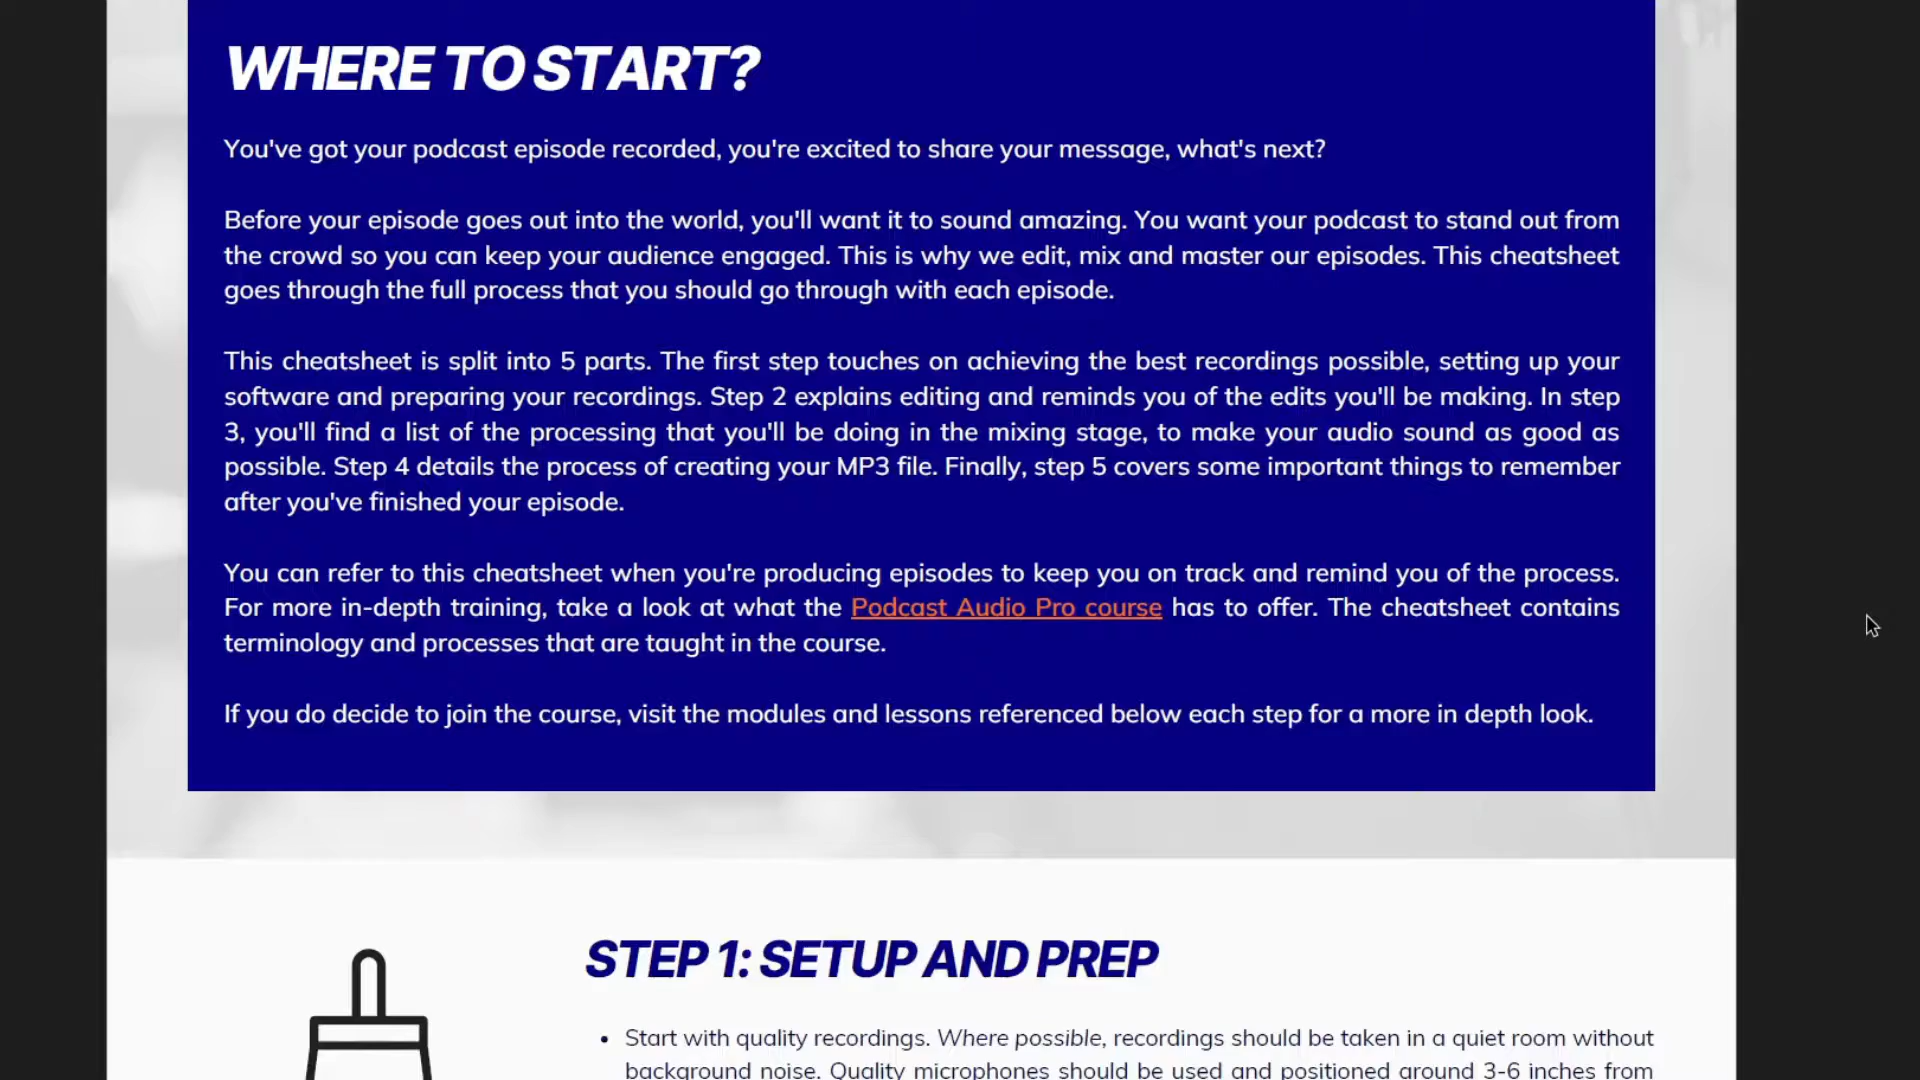 WHERE TO START?
You've got your podcast episode recorded, you're excited to share your message, what's next?
Before your episode goes out into the world, you'll want it to sound amazing. You want your podcast to stand out from
the crowd so you can keep your audience engaged. This is why we edit, mix and master our episodes. This cheatsheet
goes through the full process that you should go through with each episode.
This cheatsheet is split into 5 parts. The first step touches on achieving the best recordings possible, setting up your
software and preparing your recordings. Step 2 explains editing and reminds you of the edits you'll be making. In step
3, you'll find a list of the processing that you'll be doing in the mixing stage, to make your audio sound as good as
possible. Step 4 details the process of creating your MP3 file. Finally, step 5 covers some important things to remember
after you've finished your episode.
You can refer to this cheatsheet when you're producing episodes to keep you on track and remind you of the process.
For more in-depth training, take a look at what the Podcast Audio Pro course has to offer. The cheatsheet contains
terminology and processes that are taught in the course.
If you do decide to join the course, visit the modules and lessons referenced below each step for a more in depth look.
STEP 1: SETUP AND PREP
• Start with quality recordings. Where possible, recordings should be taken in a quiet room without
background noise. Quality microphones should be used and positioned around 3-6 inches from